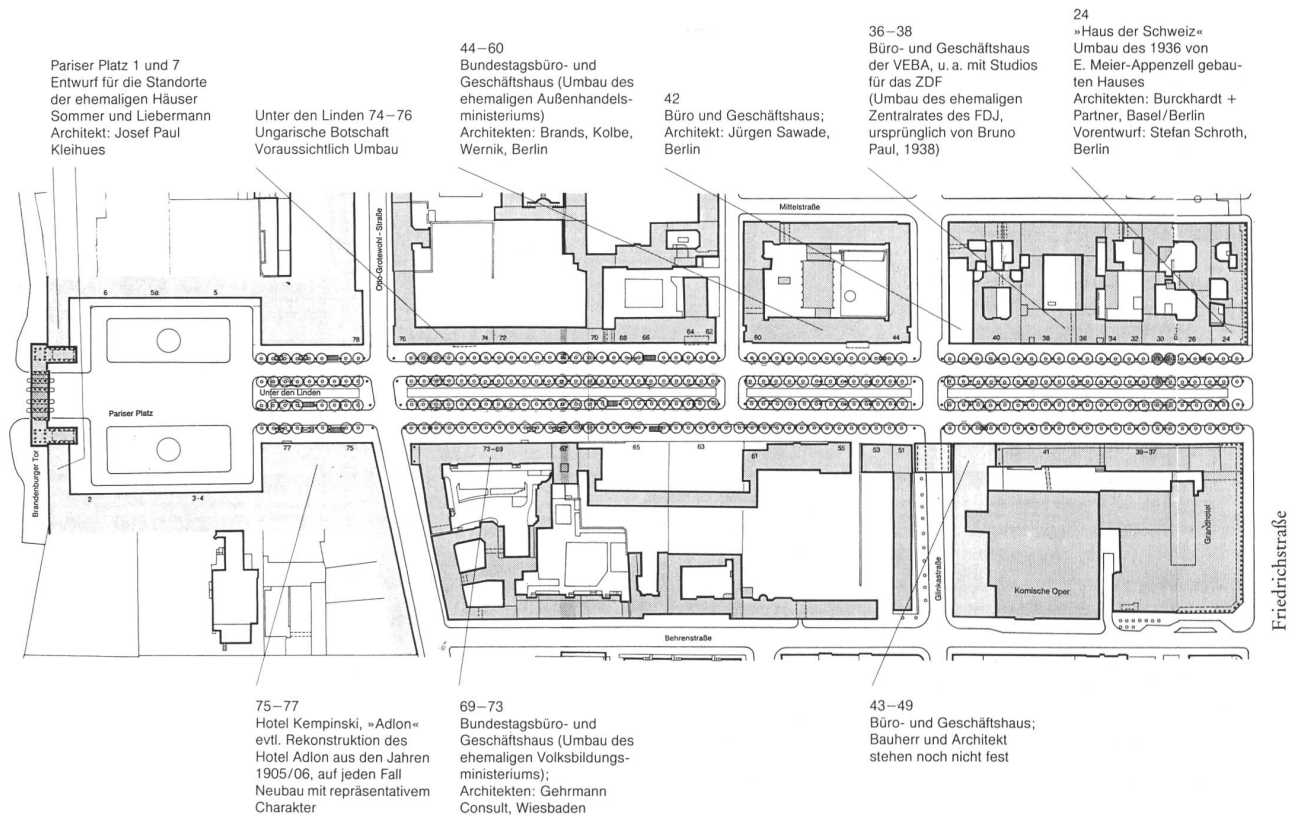 Pariser Platz 1 und 7
Entwurf für die Standorte
der ehemaligen Häuser
Sommer und Liebermann
Architekt: Josef Paul
Kleihues
Unter den Linden 74–76
Ungarische Botschaft
Voraussichtlich Umbau
44–60
Bundestagsbüro- und
Geschäftshaus (Umbau des
ehemaligen Außenhandels-
ministeriums)
Architekten: Brands, Kolbe,
Wernik, Berlin
42
Büro und Geschäftshaus;
Architekt: Jürgen Sawade,
Berlin
36–38
Büro- und Geschäftshaus
der VEBA, u. a. mit Studios
für das ZDF
(Umbau des ehemaligen
Zentralrates des FDJ,
ursprünglich von Bruno
Paul, 1938)
24
»Haus der Schweiz«
Umbau des 1936 von
E. Meier-Appenzell gebau-
ten Hauses
Architekten: Burckhardt +
Partner, Basel/Berlin
Vorentwurf: Stefan Schroth,
Berlin
Mittelstraße
Otto-Grotewohl-Straße
6 5a 5
78
76 74 72 70 68 66 64 62
60 44
40 38 36 34 32 30 26 24
Unter den Linden
Pariser Platz
Brandenburger Tor
77 75
73–69 67 65 63 61 55 53 51
41 39–37
2 3-4
Glinkastraße
Komische Oper
Grandhotel
Friedrichstraße
Behrenstraße
75–77
Hotel Kempinski, »Adlon«
evtl. Rekonstruktion des
Hotel Adlon aus den Jahren
1905/06, auf jeden Fall
Neubau mit repräsentativem
Charakter
69–73
Bundestagsbüro- und
Geschäftshaus (Umbau des
ehemaligen Volksbildungs-
ministeriums);
Architekten: Gehrmann
Consult, Wiesbaden
43–49
Büro- und Geschäftshaus;
Bauherr und Architekt
stehen noch nicht fest